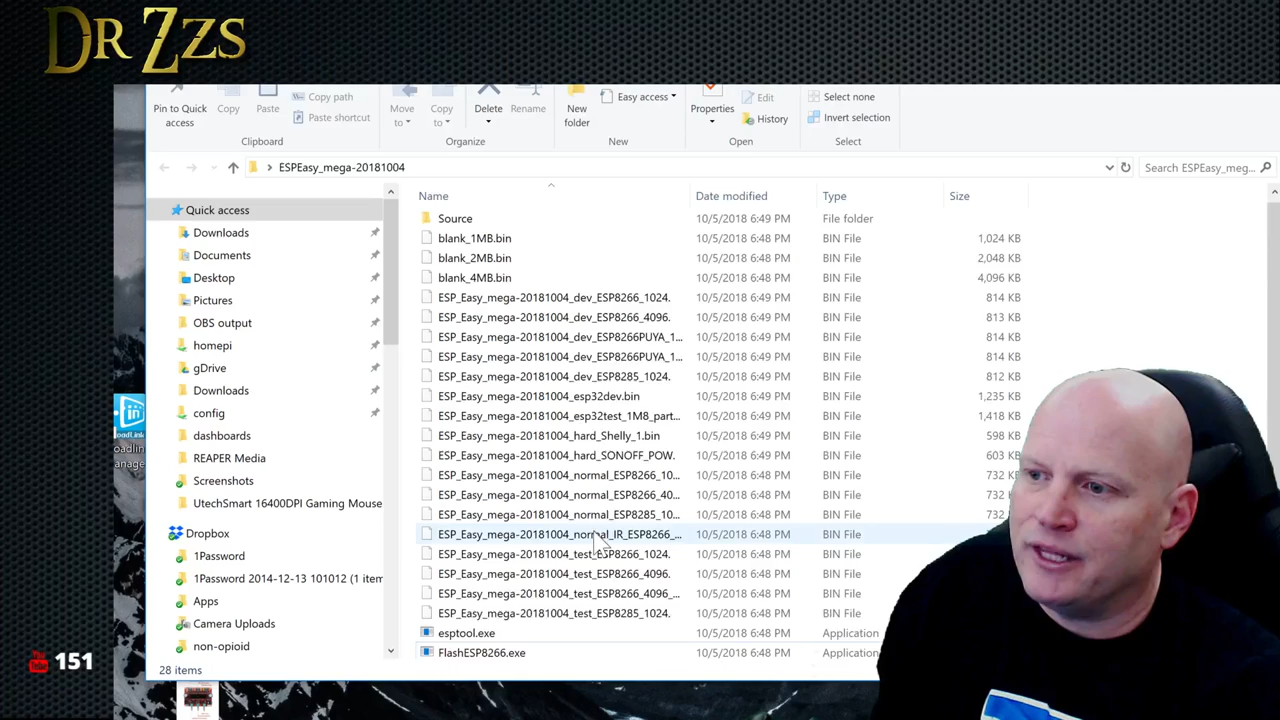 DR ZZS
Pin to Quick access
Copy
Paste
Copy path
Paste shortcut
Clipboard
Move to
Copy to
Delete
Rename
Organize
New folder
Easy access
New
Properties
Edit
History
Open
Select none
Invert selection
Select
ESPEasy_mega-20181004
Search ESPEasy_meg...
Name Date modified Type Size
Quick access
Downloads
Documents
Desktop
Pictures
OBS output
homepi
gDrive
Downloads
config
dashboards
REAPER Media
Screenshots
UtechSmart 16400DPI Gaming Mouse
Dropbox
1Password
1Password 2014-12-13 101012 (1 item
Apps
Camera Uploads
non-opioid
Source 10/5/2018 6:49 PM File folder
blank_1MB.bin 10/5/2018 6:48 PM BIN File 1,024 KB
blank_2MB.bin 10/5/2018 6:48 PM BIN File 2,048 KB
blank_4MB.bin 10/5/2018 6:48 PM BIN File 4,096 KB
ESP_Easy_mega-20181004_dev_ESP8266_1024. 10/5/2018 6:49 PM BIN File 814 KB
ESP_Easy_mega-20181004_dev_ESP8266_4096. 10/5/2018 6:49 PM BIN File 813 KB
ESP_Easy_mega-20181004_dev_ESP8266PUYA_1... 10/5/2018 6:49 PM BIN File 814 KB
ESP_Easy_mega-20181004_dev_ESP8266PUYA_1... 10/5/2018 6:49 PM BIN File 814 KB
ESP_Easy_mega-20181004_dev_ESP8285_1024. 10/5/2018 6:49 PM BIN File 812 KB
ESP_Easy_mega-20181004_esp32dev.bin 10/5/2018 6:48 PM BIN File 1,235 KB
ESP_Easy_mega-20181004_esp32test_1M8_part... 10/5/2018 6:49 PM BIN File 1,418 KB
ESP_Easy_mega-20181004_hard_Shelly_1.bin 10/5/2018 6:48 PM BIN File 598 KB
ESP_Easy_mega-20181004_hard_SONOFF_POW. 10/5/2018 6:48 PM BIN File 603 KB
ESP_Easy_mega-20181004_normal_ESP8266_10... 10/5/2018 6:48 PM BIN File 732 KB
ESP_Easy_mega-20181004_normal_ESP8266_40... 10/5/2018 6:48 PM BIN File 732 K
ESP_Easy_mega-20181004_normal_ESP8285_10... 10/5/2018 6:48 PM BIN File 732
ESP_Easy_mega-20181004_normal_IR_ESP8266_... 10/5/2018 6:48 PM BIN File
ESP_Easy_mega-20181004_test_ESP8266_1024. 10/5/2018 6:48 PM BIN File
ESP_Easy_mega-20181004_test_ESP8266_4096. 10/5/2018 6:48 PM BIN File
ESP_Easy_mega-20181004_test_ESP8266_4096_... 10/5/2018 6:48 PM BIN File
ESP_Easy_mega-20181004_test_ESP8285_1024. 10/5/2018 6:48 PM BIN File
esptool.exe 10/5/2018 6:48 PM Application
FlashESP8266.exe 10/5/2018 6:48 PM Application
28 items
151